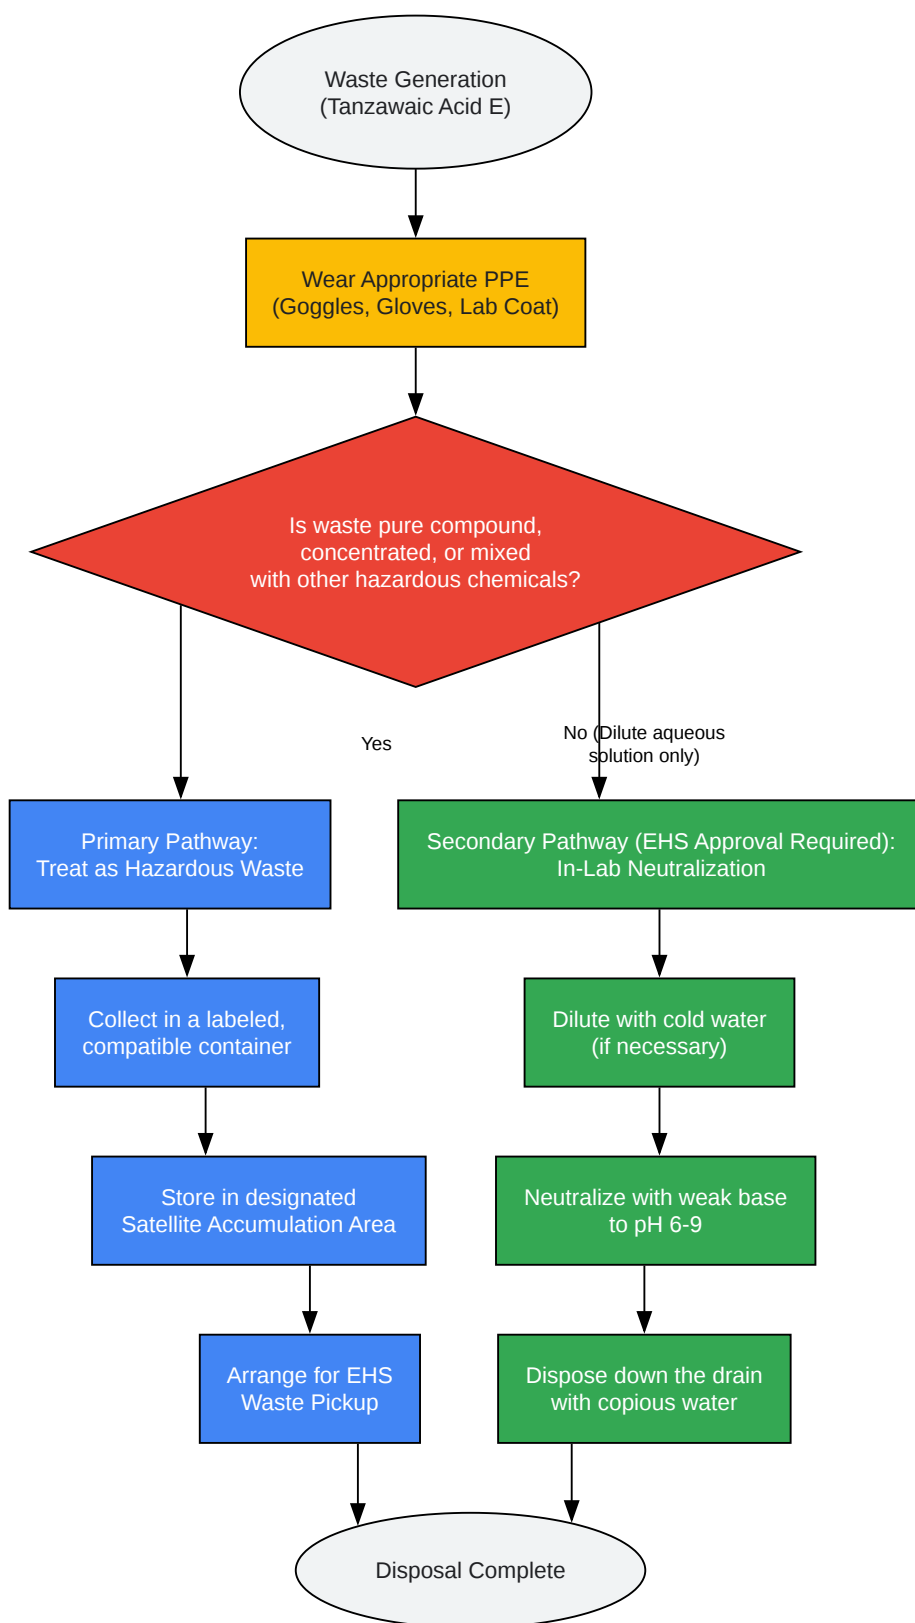 Waste Generation
(Tanzawaic Acid E)
Wear Appropriate PPE
(Goggles, Gloves, Lab Coat)
Is waste pure compound,
concentrated, or mixed
with other hazardous chemicals?
Yes
No (Dilute aqueous
solution only)
Primary Pathway:
Treat as Hazardous Waste
Secondary Pathway (EHS Approval Required):
In-Lab Neutralization
Collect in a labeled,
compatible container
Dilute with cold water
(if necessary)
Store in designated
Satellite Accumulation Area
Neutralize with weak base
to pH 6-9
Arrange for EHS
Waste Pickup
Dispose down the drain
with copious water
Disposal Complete